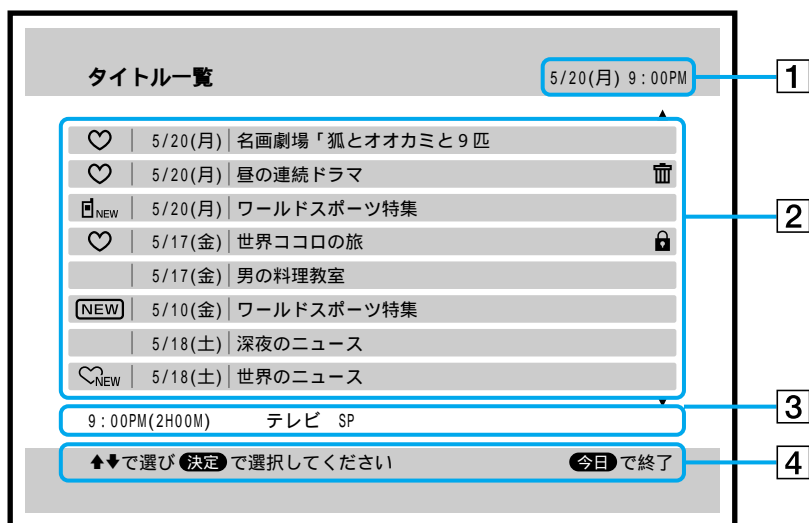 タイトル一覧 5/20(月) 9:00PM 1
5/20(月) 名画劇場「狐とオオカミと9匹
5/20(月) 昼の連続ドラマ
NEW 5/20(月) ワールドスポーツ特集 2
5/17(金) 世界ココロの旅
5/17(金) 男の料理教室
NEW 5/10(金) ワールドスポーツ特集
5/18(土) 深夜のニュース
NEW 5/18(土) 世界のニュース
9:00PM(2H00M) テレビ SP 3
で選び 決定 で選択してください 今日 で終了 4